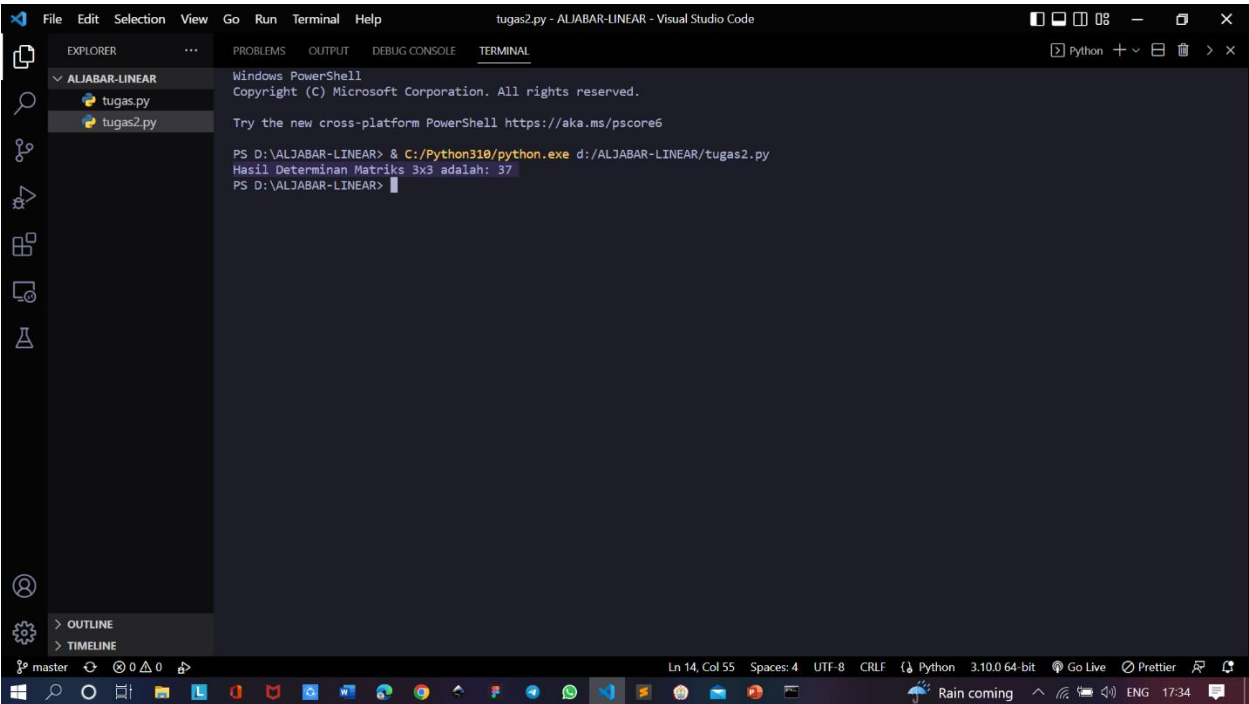 File Edit Selection View Go Run Terminal Help tugas2.py - ALJABAR-LINEAR - Visual Studio Code
EXPLORER ...
ALJABAR-LINEAR
tugas.py
tugas2.py
PROBLEMS OUTPUT DEBUG CONSOLE TERMINAL
Python
Windows PowerShell
Copyright (C) Microsoft Corporation. All rights reserved.
Try the new cross-platform PowerShell https://aka.ms/pscore6
PS D:\ALJABAR-LINEAR> & C:/Python310/python.exe d:/ALJABAR-LINEAR/tugas2.py
Hasil Determinan Matriks 3x3 adalah: 37
PS D:\ALJABAR-LINEAR>
OUTLINE
TIMELINE
master 0 0 Ln 14, Col 55 Spaces: 4 UTF-8 CRLF Python 3.10.0 64-bit Go Live Prettier
Rain coming ENG 17:34